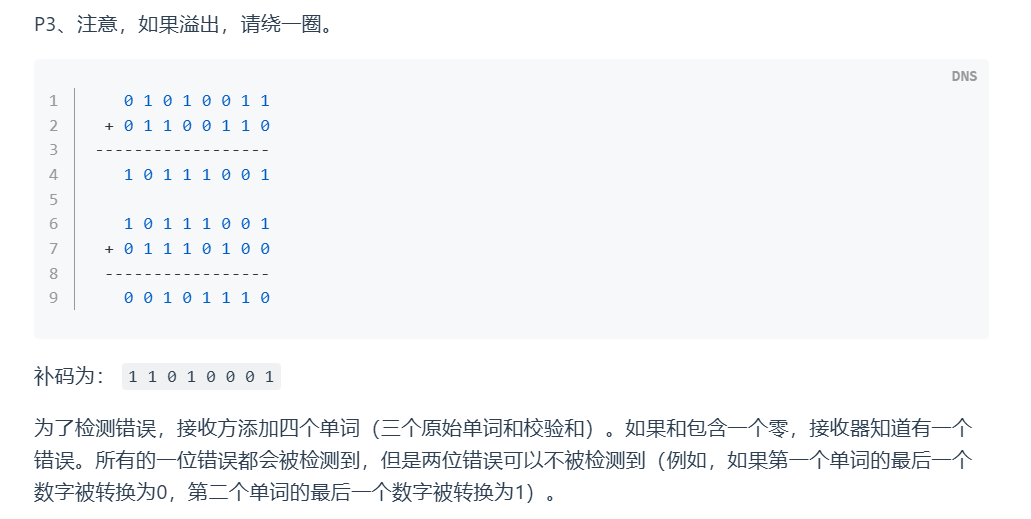 P3、注意，如果溢出，请绕一圈。
DNS
1 0 1 0 1 0 0 1 1
2 + 0 1 1 0 0 1 1 0
3 ------------------
4 1 0 1 1 1 0 0 1
5
6 1 0 1 1 1 0 0 1
7 + 0 1 1 1 0 1 0 0
8 -----------------
9 0 0 1 0 1 1 1 0
补码为： 1 1 0 1 0 0 0 1
为了检测错误，接收方添加四个单词（三个原始单词和校验和）。如果和包含一个零，接收器知道有一个
错误。所有的一位错误都会被检测到，但是两位错误可以不被检测到（例如，如果第一个单词的最后一个
数字被转换为0，第二个单词的最后一个数字被转换为1）。